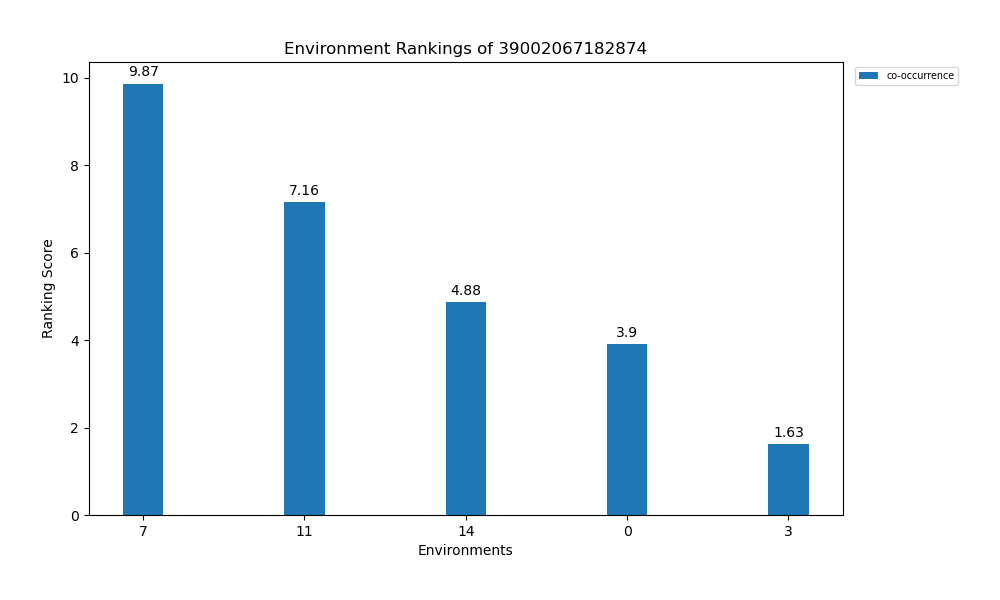 Environment Rankings of 39002067182874
co-occurrence
9.87
7.16
4.88
3.9
1.63
10
8
6
4
2
0
Ranking Score
7 11 14 0 3
Environments